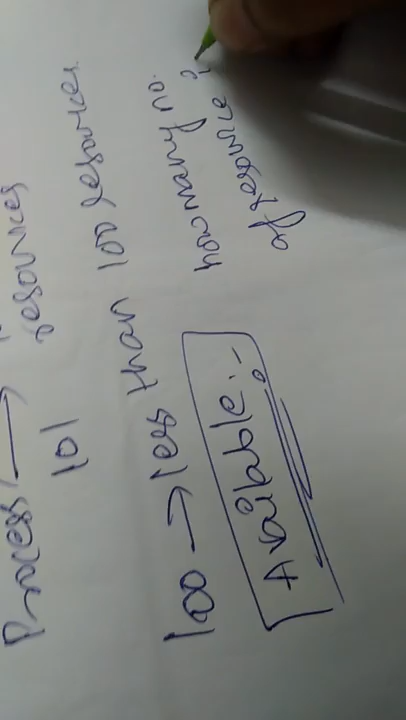 Process → resources
101
100 → less than 100 resources
Available :- how many no.
of resource i